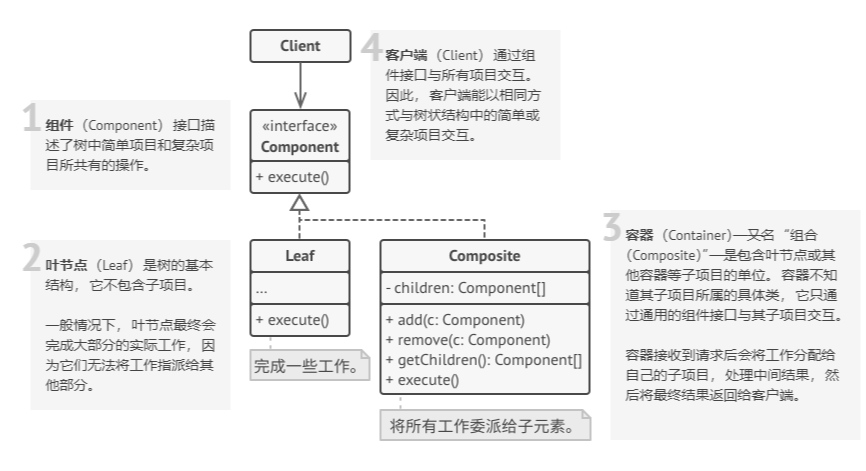 Client
4
客户端（Client）通过组
件接口与所有项目交互。
因此，客户端能以相同方
式与树状结构中的简单或
复杂项目交互。
1
组件（Component）接口描
述了树中简单项目和复杂项
目所共有的操作。
«interface»
Component
+ execute()
2
叶节点（Leaf）是树的基本
结构，它不包含子项目。
一般情况下，叶节点最终会
完成大部分的实际工作，因
为它们无法将工作指派给其
他部分。
Leaf
...
+ execute()
完成一些工作。
Composite
- children: Component[]
+ add(c: Component)
+ remove(c: Component)
+ getChildren(): Component[]
+ execute()
将所有工作委派给子元素。
3
容器（Container）—又名“组合
（Composite）”—是包含叶节点或其
他容器等子项目的单位。容器不知
道其子项目所属的具体类，它只通
过通用的组件接口与其子项目交互。
容器接收到请求后会将工作分配给
自己的子项目，处理中间结果，然
后将最终结果返回给客户端。